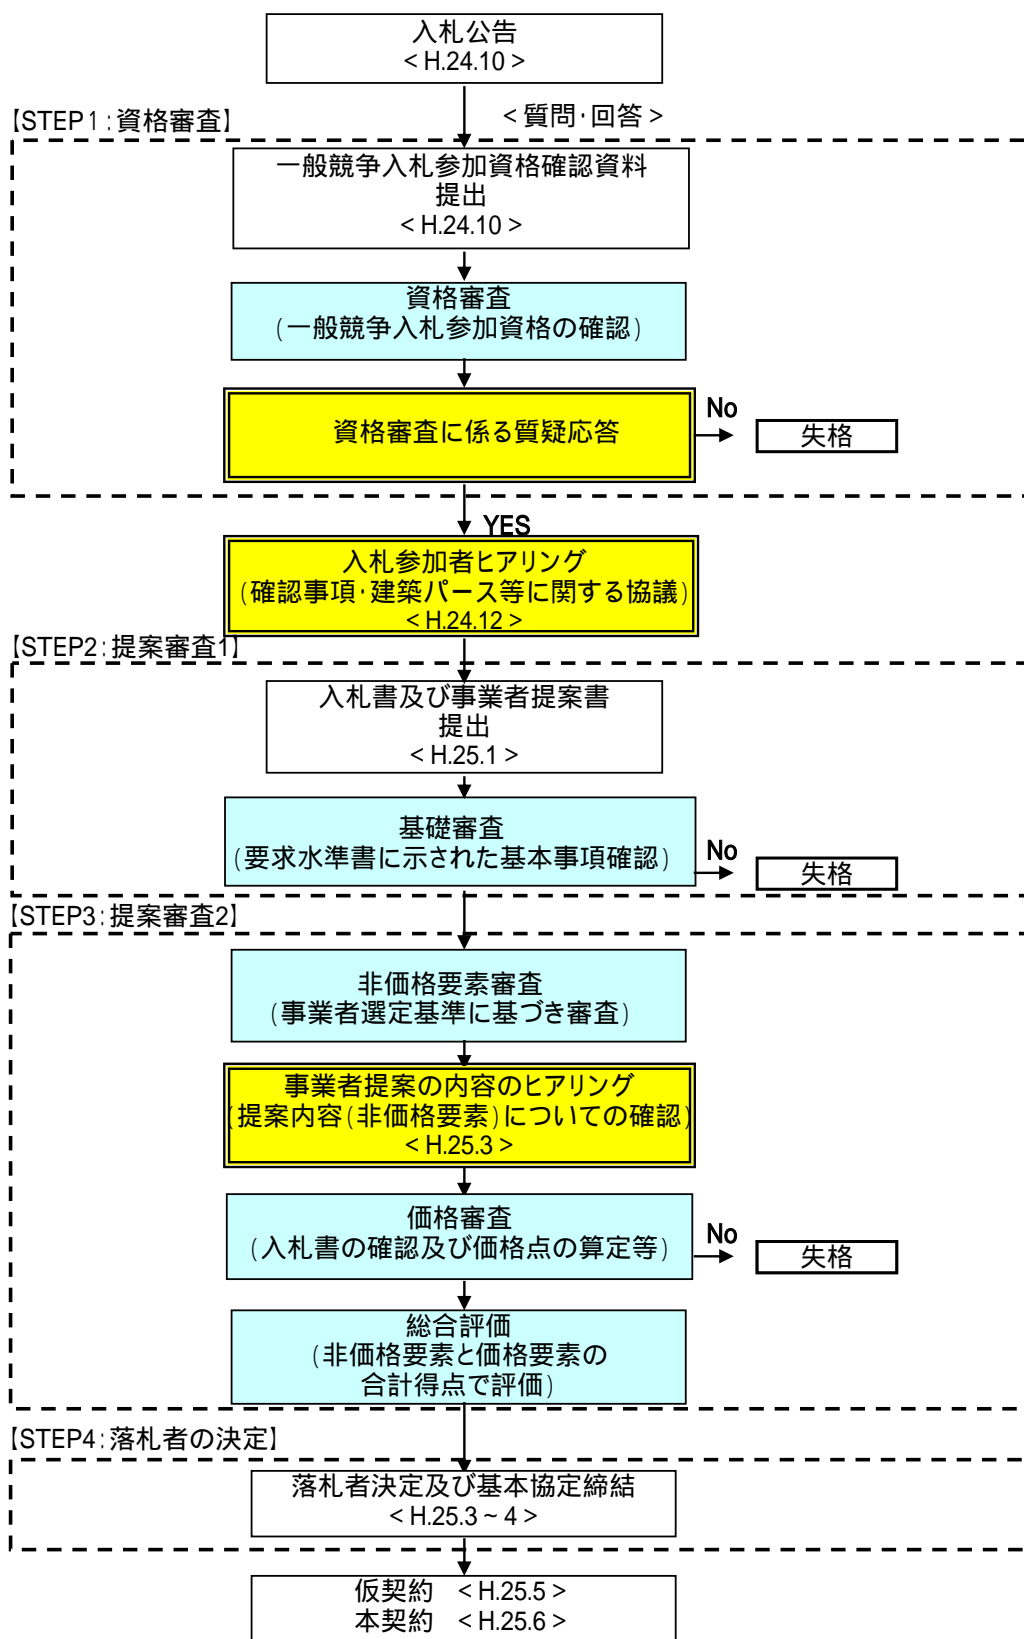 入札公告
＜H.24.10＞
＜質問・回答＞
【STEP1：資格審査】
一般競争入札参加資格確認資料
提出
＜H.24.10＞
資格審査
（一般競争入札参加資格の確認）
資格審査に係る質疑応答
No
失格
YES
入札参加者ヒアリング
（確認事項・建築パース等に関する協議）
＜H.24.12＞
【STEP2：提案審査1】
入札書及び事業者提案書
提出
＜H.25.1＞
基礎審査
（要求水準書に示された基本事項確認）
No
失格
【STEP3：提案審査2】
非価格要素審査
（事業者選定基準に基づき審査）
事業者提案の内容のヒアリング
（提案内容（非価格要素）についての確認）
＜H.25.3＞
価格審査
（入札書の確認及び価格点の算定等）
No
失格
総合評価
（非価格要素と価格要素の
合計得点で評価）
【STEP4：落札者の決定】
落札者決定及び基本協定締結
＜H.25.3～4＞
仮契約　＜H.25.5＞
本契約　＜H.25.6＞